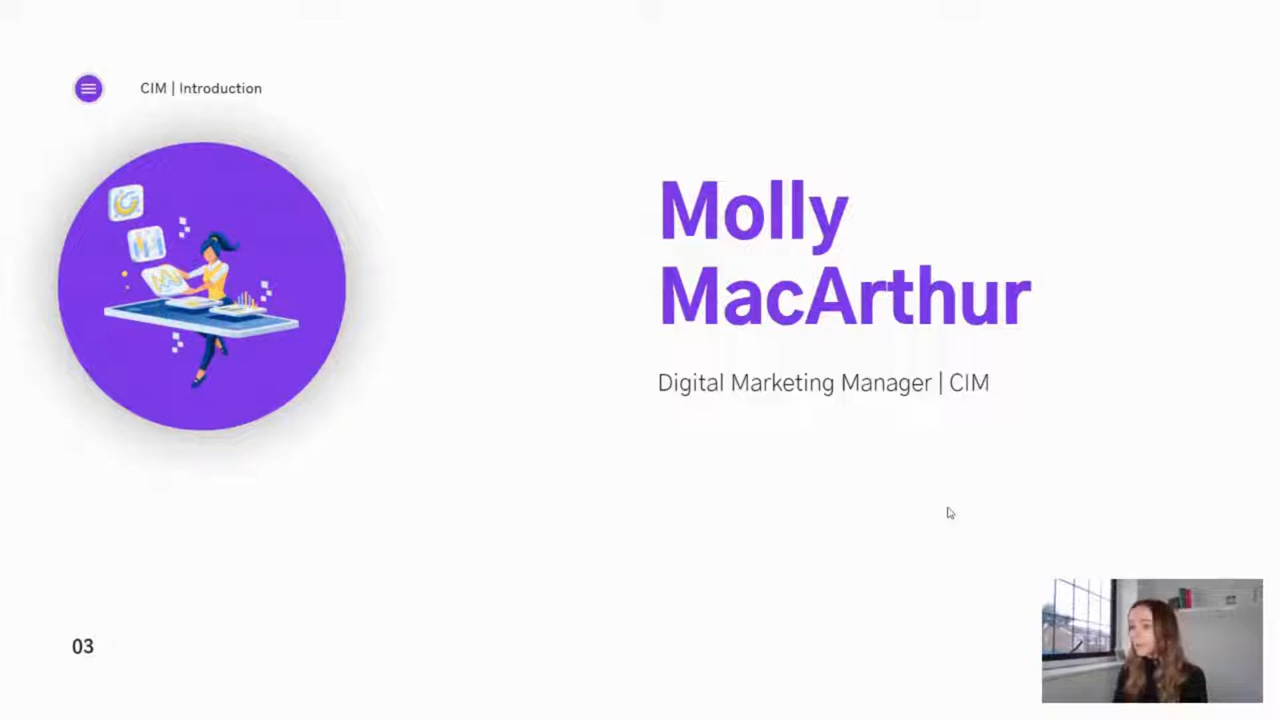 CIM | Introduction
Molly
MacArthur
Digital Marketing Manager | CIM
03